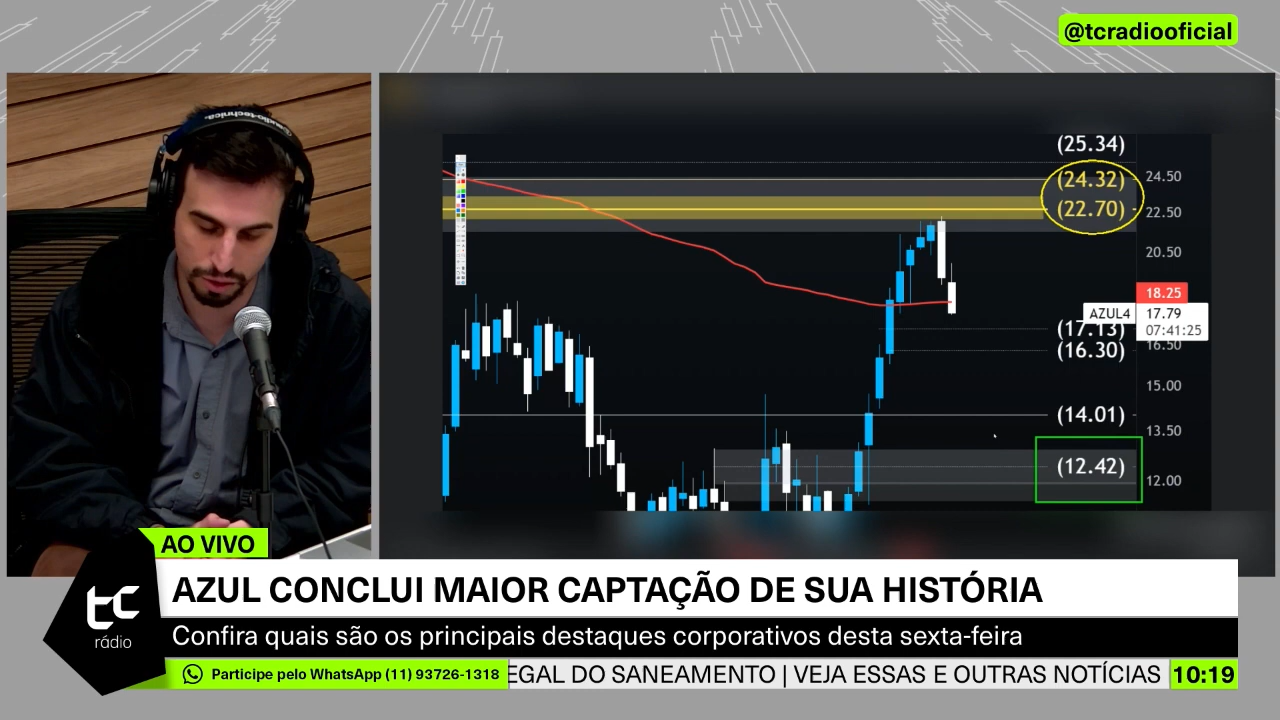 @tcradiooficial
audio-technica
(25.34)
(24.32)
24.50
(22.70)
22.50
20.50
18.25
AZUL4
17.79
(17.13)
07:41:25
16.50
(16.30)
15.00
(14.01)
13.50
(12.42)
12.00
AO VIVO
AZUL CONCLUI MAIOR CAPTAÇÃO DE SUA HISTÓRIA
tc
rádio
Confira quais são os principais destaques corporativos desta sexta-feira
Participe pelo WhatsApp (11) 93726-1318
EGAL DO SANEAMENTO | VEJA ESSAS E OUTRAS NOTÍCIAS
10:19